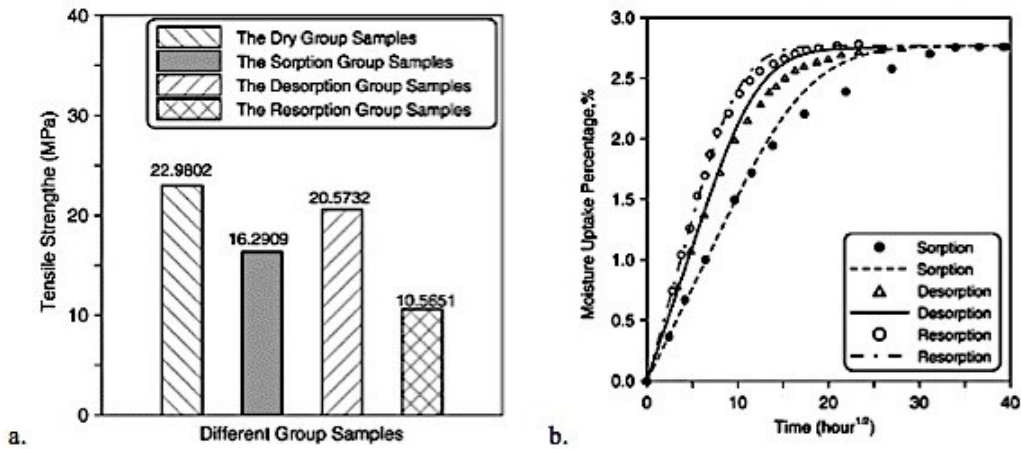 The Dry Group Samples
The Sorption Group Samples
The Desorption Group Samples
The Resorption Group Samples
40
30
20
10
0
Tensile Strengthe (MPa)
22.9802
16.2909
20.5732
10.5651
Different Group Samples
a.
3.0
2.5
2.0
1.5
1.0
0.5
0.0
Moisture Uptake Percentage,%
Sorption
Sorption
Desorption
Desorption
Resorption
Resorption
0 10 20 30 40
Time (hour^1/2)
b.